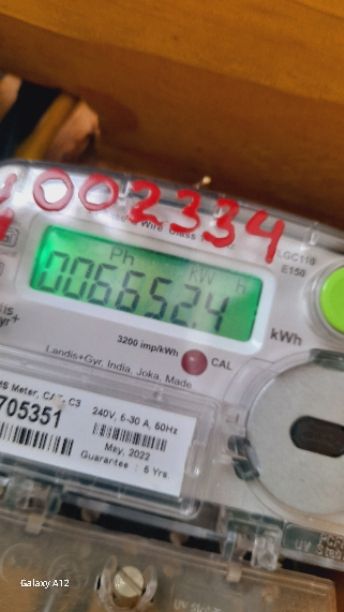 002334
LGC110
E150
Ph kW h
0066524
kWh
3200 imp/kWh
CAL
Landis+Gyr, India, Joka, Made
705351
240V, 6-30 A, 50Hz
May, 2022
Guarantee : 5 Yrs.
Galaxy A12